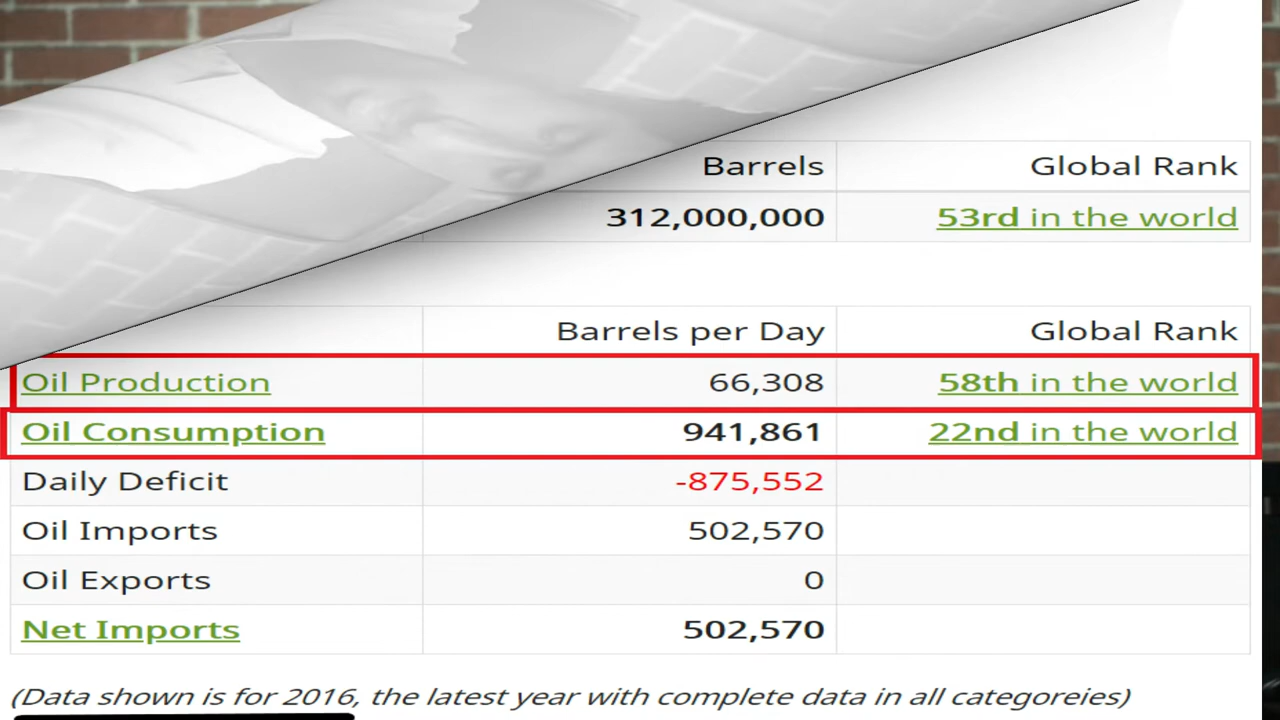 Barrels Global Rank
312,000,000 53rd in the world
Barrels per Day Global Rank
Oil Production 66,308 58th in the world
Oil Consumption 941,861 22nd in the world
Daily Deficit -875,552
Oil Imports 502,570
Oil Exports 0
Net Imports 502,570
(Data shown is for 2016, the latest year with complete data in all categoreies)